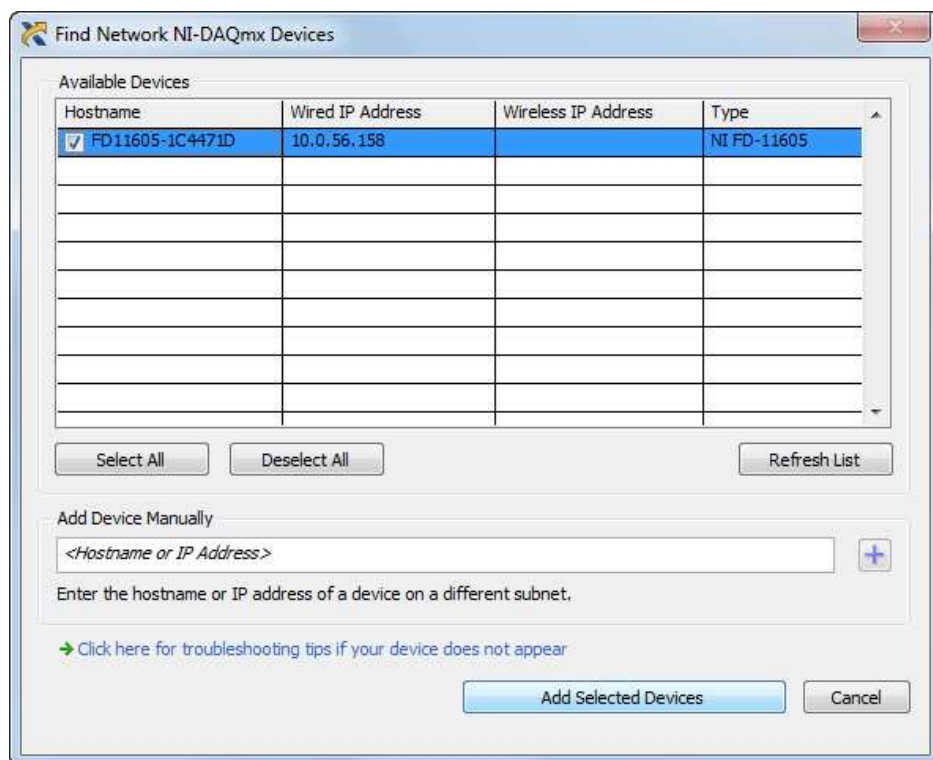 Find Network NI-DAQmx Devices
Available Devices
Hostname Wired IP Address Wireless IP Address Type
FD11605-1C4471D 10.0.56.158 NI FD-11605
Select All Deselect All Refresh List
Add Device Manually
<Hostname or IP Address>
Enter the hostname or IP address of a device on a different subnet.
Click here for troubleshooting tips if your device does not appear
Add Selected Devices Cancel